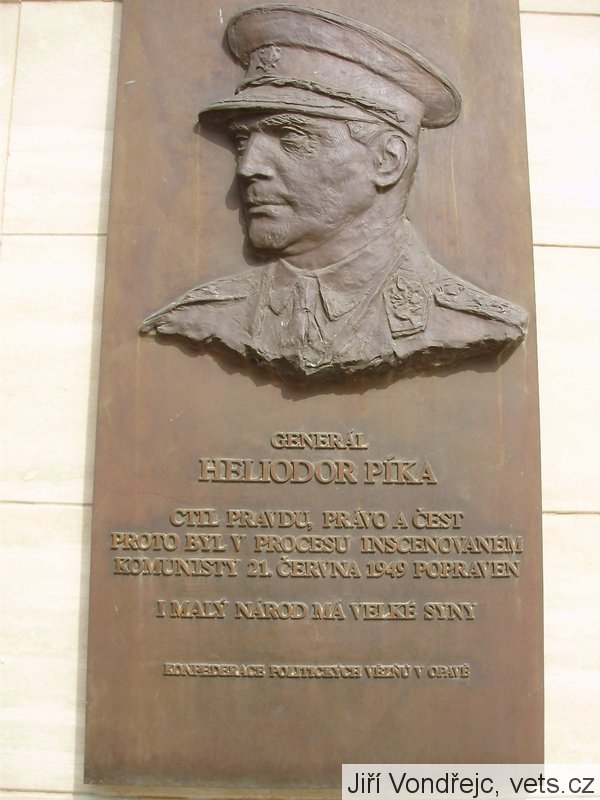 GENERÁL
HELIODOR PÍKA
CTIL PRAVDU, PRÁVO A ČEST
PROTO BYL V PROCESU INSCENOVANÉM
KOMUNISTY 21. ČERVNA 1949 POPRAVEN
I MALÝ NÁROD MÁ VELKÉ SYNY
KONFEDERACE POLITICKÝCH VĚZŇŮ V OPAVĚ
Jiří Vondřejc, vets.cz